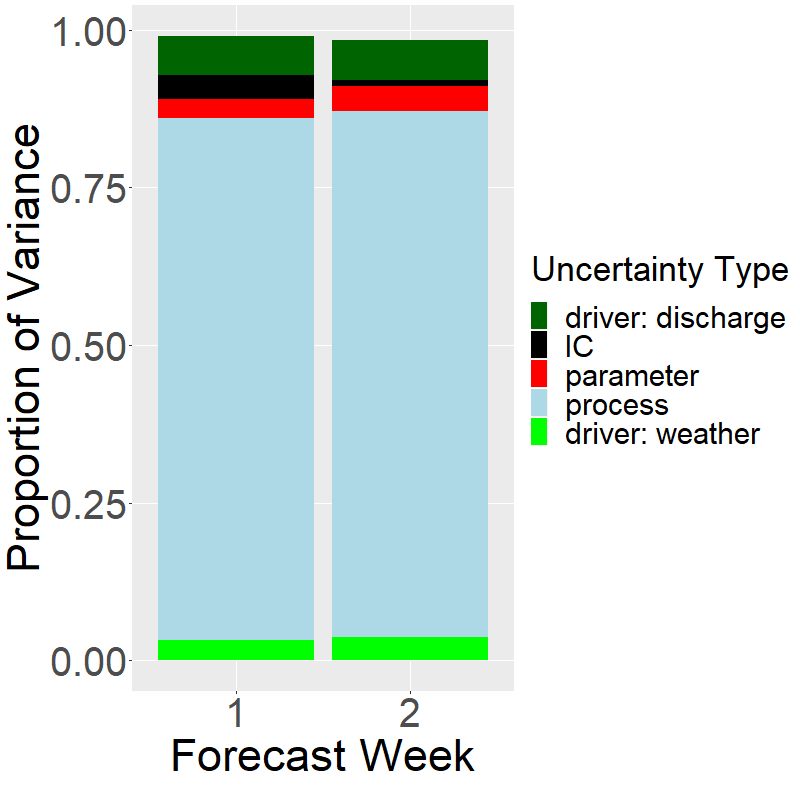 Proportion of Variance
1.00
0.75
0.50
0.25
0.00
1
2
Forecast Week
Uncertainty Type
driver: discharge
IC
parameter
process
driver: weather